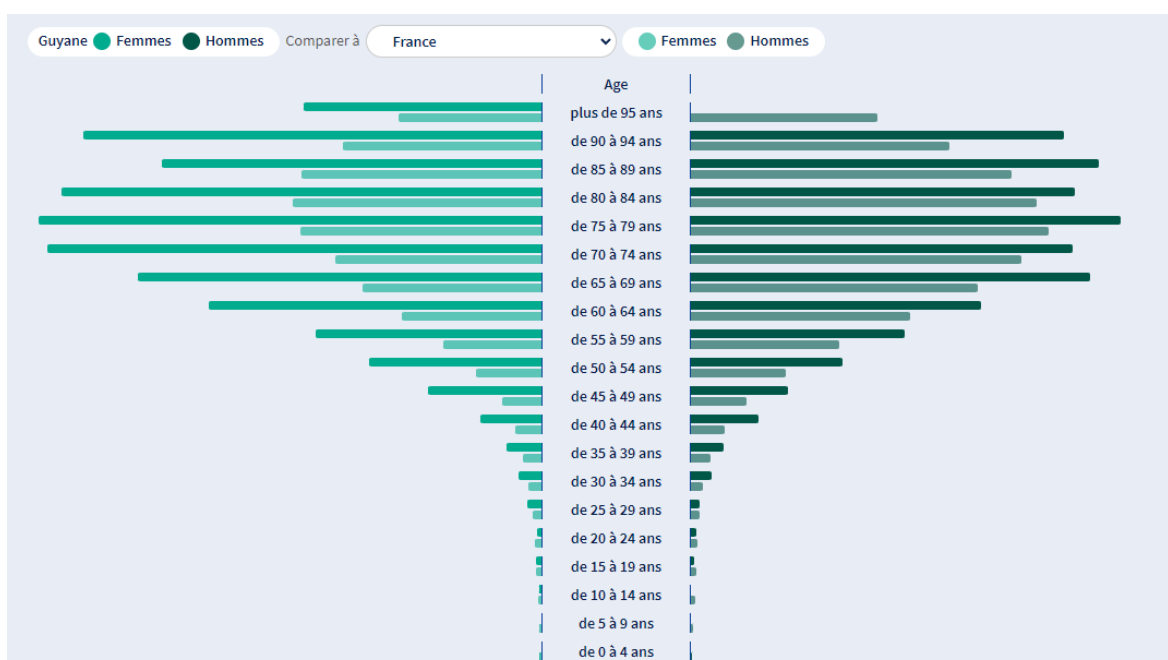 Guyane Femmes Hommes Comparer à France Femmes Hommes
Age
plus de 95 ans
de 90 à 94 ans
de 85 à 89 ans
de 80 à 84 ans
de 75 à 79 ans
de 70 à 74 ans
de 65 à 69 ans
de 60 à 64 ans
de 55 à 59 ans
de 50 à 54 ans
de 45 à 49 ans
de 40 à 44 ans
de 35 à 39 ans
de 30 à 34 ans
de 25 à 29 ans
de 20 à 24 ans
de 15 à 19 ans
de 10 à 14 ans
de 5 à 9 ans
de 0 à 4 ans